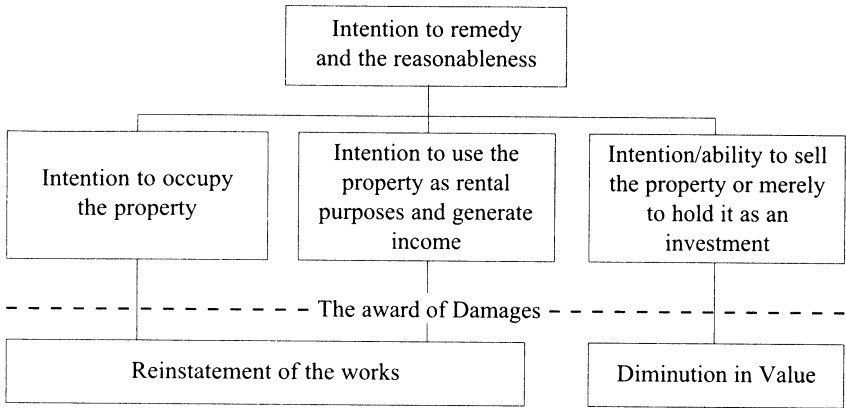 Intention to remedy
and the reasonableness
Intention to occupy
the property
Intention to use the
property as rental
purposes and generate
income
Intention/ability to sell
the property or merely
to hold it as an
investment
The award of Damages
Reinstatement of the works
Diminution in Value